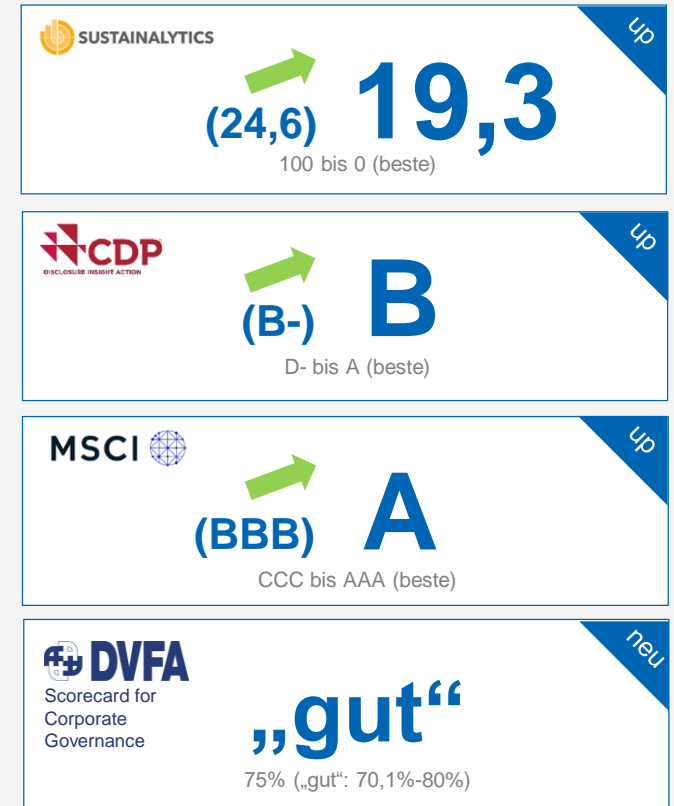 SUSTAINALYTICS
up
(24,6) 19,3
100 bis 0 (beste)
CDP
DISCLOSURE INSIGHT ACTION
up
(B-) B
D- bis A (beste)
MSCI
up
(BBB) A
CCC bis AAA (beste)
DVFA
neu
Scorecard for
Corporate
Governance
„gut“
75% („gut“: 70,1%-80%)